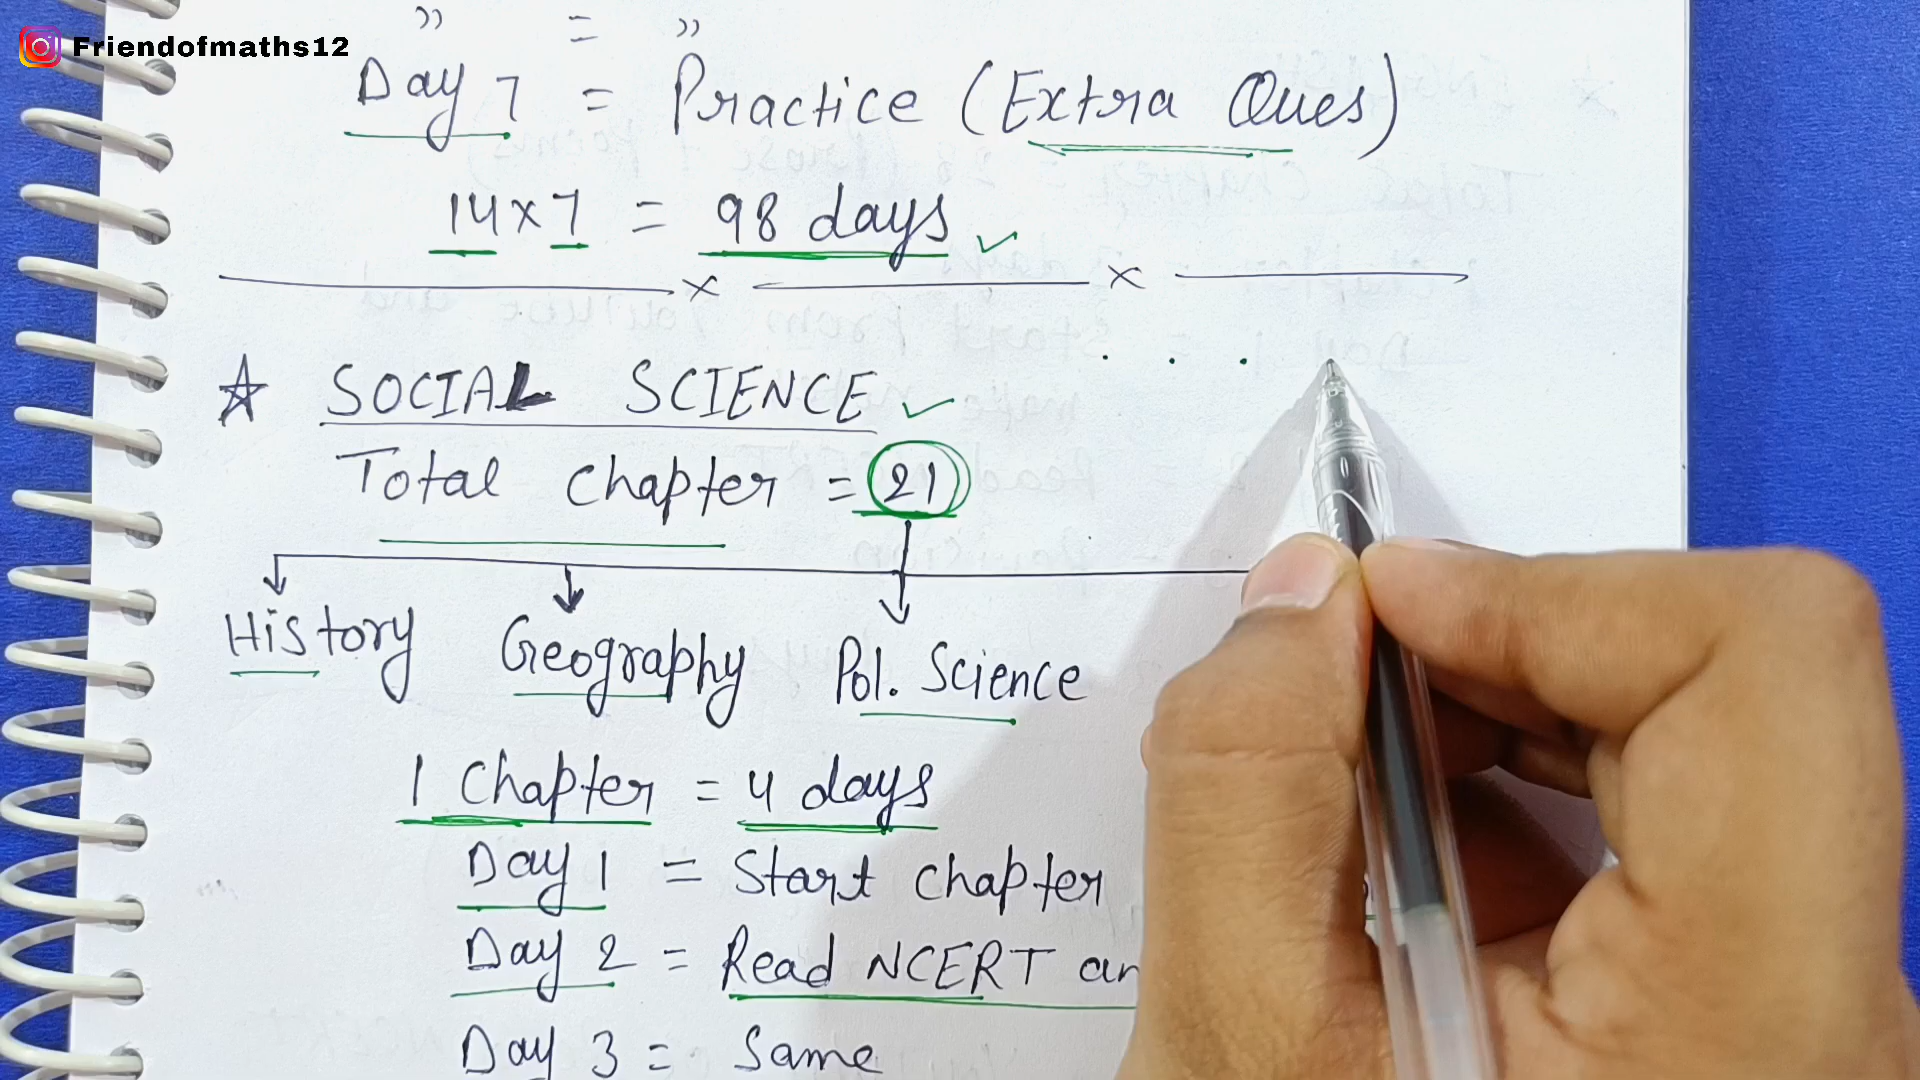 Friendofmaths12
" = "
Day 7 = Practice (Extra Ques)
14 x 7 = 98 days ✓
x x
☆ SOCIAL SCIENCE ✓
Total Chapter = 21
History Geography Pol. Science
1 Chapter = 4 days
Day 1 = Start chapter
Day 2 = Read NCERT
Day 3 = Same